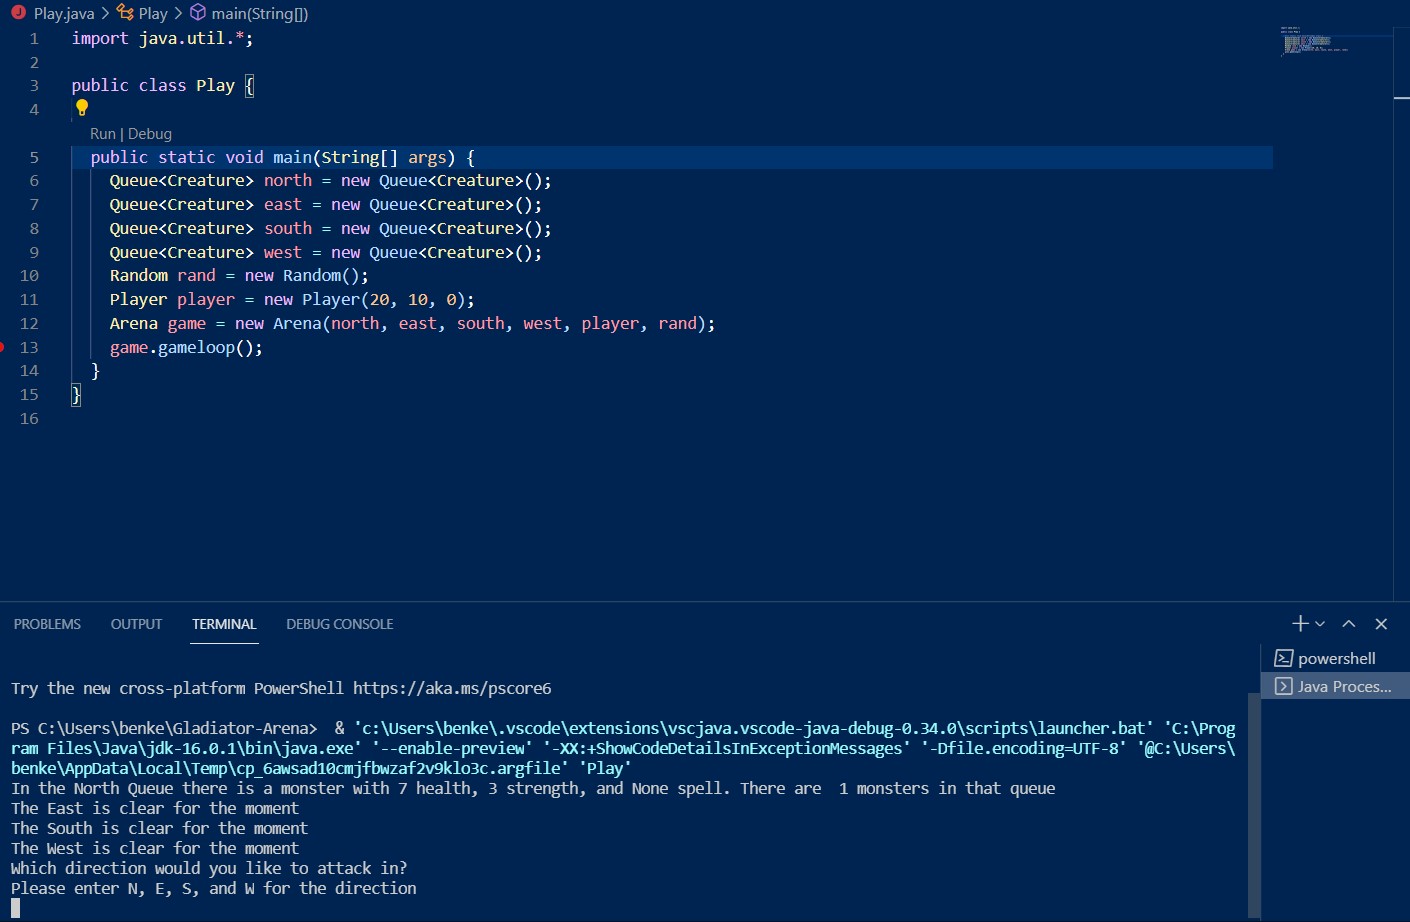 Play.java > Play > main(String[])
1 import java.util.*;
2
3 public class Play {
4
Run | Debug
5 public static void main(String[] args) {
6 Queue<Creature> north = new Queue<Creature>();
7 Queue<Creature> east = new Queue<Creature>();
8 Queue<Creature> south = new Queue<Creature>();
9 Queue<Creature> west = new Queue<Creature>();
10 Random rand = new Random();
11 Player player = new Player(20, 10, 0);
12 Arena game = new Arena(north, east, south, west, player, rand);
13 game.gameloop();
14 }
15 }
16
PROBLEMS OUTPUT TERMINAL DEBUG CONSOLE
powershell
Java Proces...
Try the new cross-platform PowerShell https://aka.ms/pscore6
PS C:\Users\benke\Gladiator-Arena>  & 'c:\Users\benke\.vscode\extensions\vscjava.vscode-java-debug-0.34.0\scripts\launcher.bat' 'C:\Prog
ram Files\Java\jdk-16.0.1\bin\java.exe' '--enable-preview' '-XX:+ShowCodeDetailsInExceptionMessages' '-Dfile.encoding=UTF-8' '@C:\Users\
benke\AppData\Local\Temp\cp_6awsad10cmjfbwzaf2v9klo3c.argfile' 'Play'
In the North Queue there is a monster with 7 health, 3 strength, and None spell. There are  1 monsters in that queue
The East is clear for the moment
The South is clear for the moment
The West is clear for the moment
Which direction would you like to attack in?
Please enter N, E, S, and W for the direction